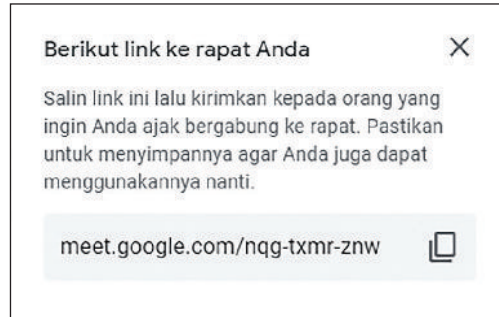 Berikut link ke rapat Anda
Salin link ini lalu kirimkan kepada orang yang
ingin Anda ajak bergabung ke rapat. Pastikan
untuk menyimpannya agar Anda juga dapat
menggunakannya nanti.
meet.google.com/nqg-txmr-znw